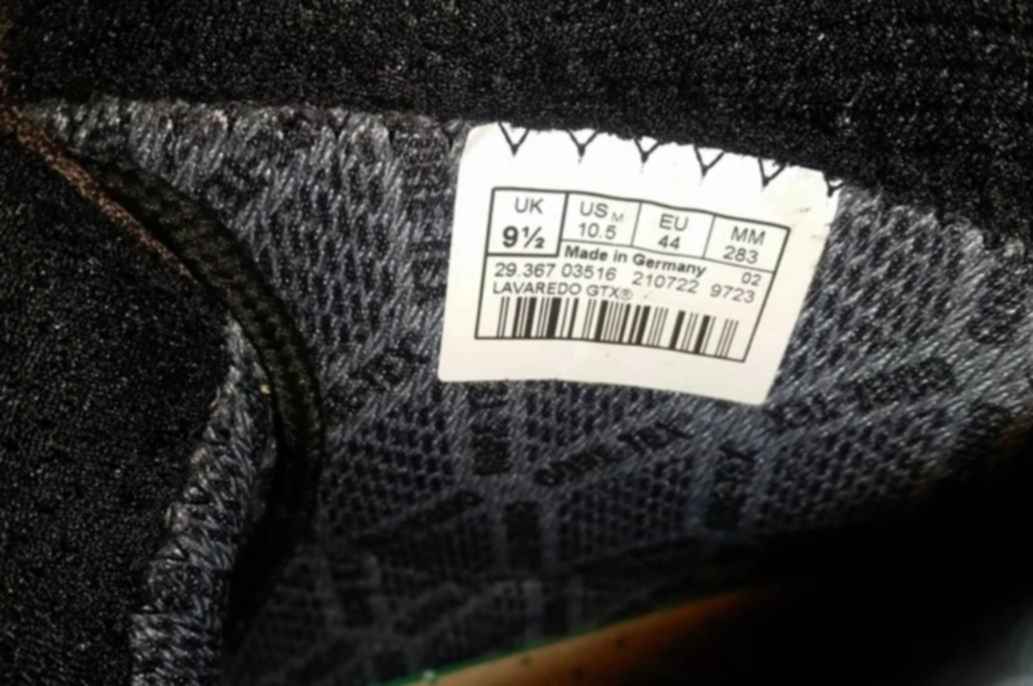 UK US M EU MM
9½ 10.5 44 283
Made in Germany 02
29.367 03516 210722 9723
LAVAREDO GTX®